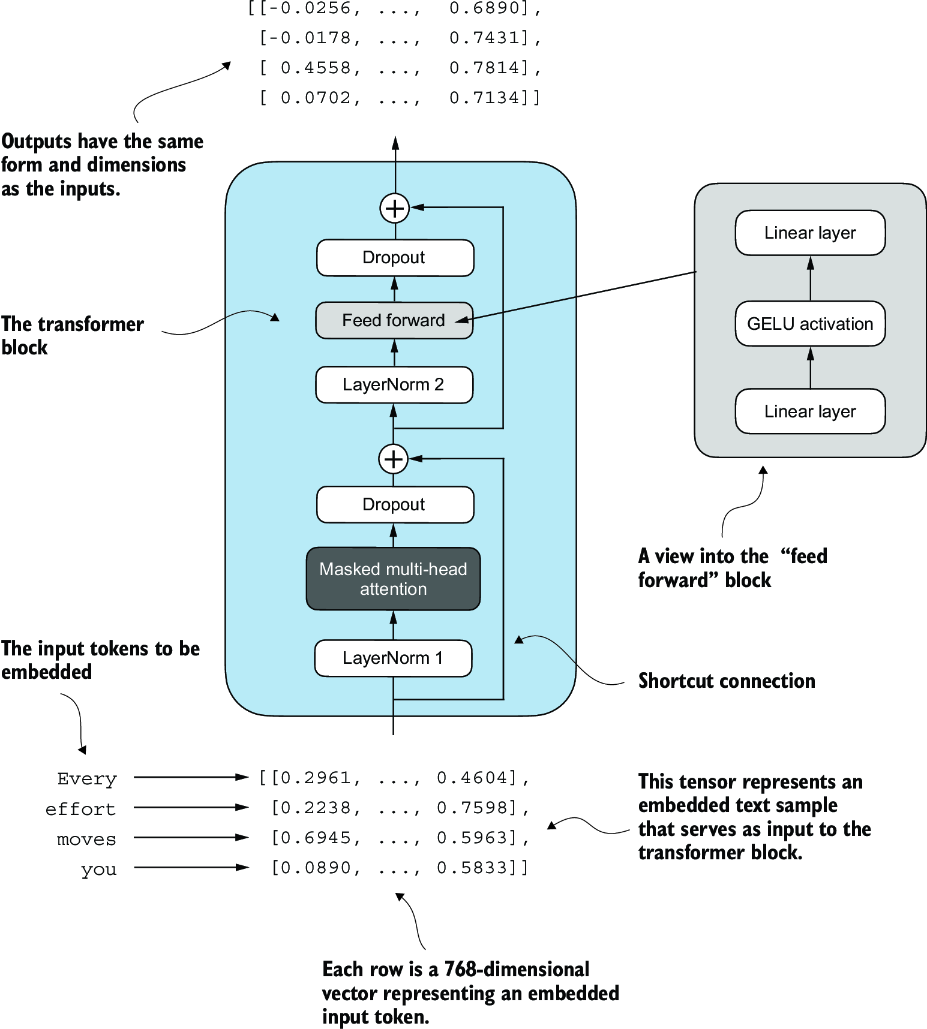 [[-0.0256, ..., 0.6890],
[-0.0178, ..., 0.7431],
[ 0.4558, ..., 0.7814],
[ 0.0702, ..., 0.7134]]
Outputs have the same
form and dimensions
as the inputs.
+
Dropout
Feed forward
LayerNorm 2
The transformer
block
+
Dropout
Masked multi-head
attention
LayerNorm 1
Linear layer
GELU activation
Linear layer
A view into the “feed
forward” block
Shortcut connection
The input tokens to be
embedded
Every [[0.2961, ..., 0.4604],
effort [0.2238, ..., 0.7598],
moves [0.6945, ..., 0.5963],
you [0.0890, ..., 0.5833]]
This tensor represents an
embedded text sample
that serves as input to the
transformer block.
Each row is a 768-dimensional
vector representing an embedded
input token.